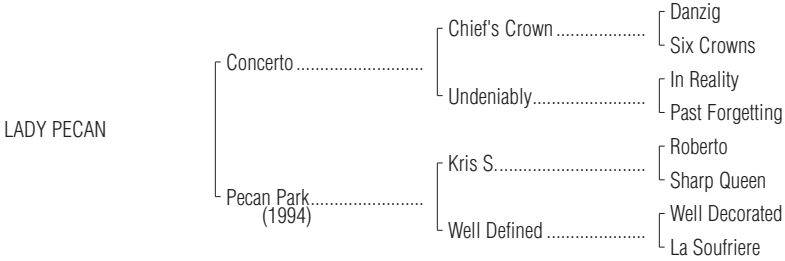 Danzig
Chief's Crown ...................
Six Crowns
Concerto ...........................
In Reality
Undeniably........................
Past Forgetting
LADY PECAN
Roberto
Kris S................................
Sharp Queen
Pecan Park........................
(1994)
Well Decorated
Well Defined .....................
La Soufriere